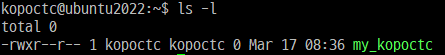 kopoctc@ubuntu2022:~$ ls -l
total 0
-rwxr--r-- 1 kopoctc kopoctc 0 Mar 17 08:36 my_kopoctc